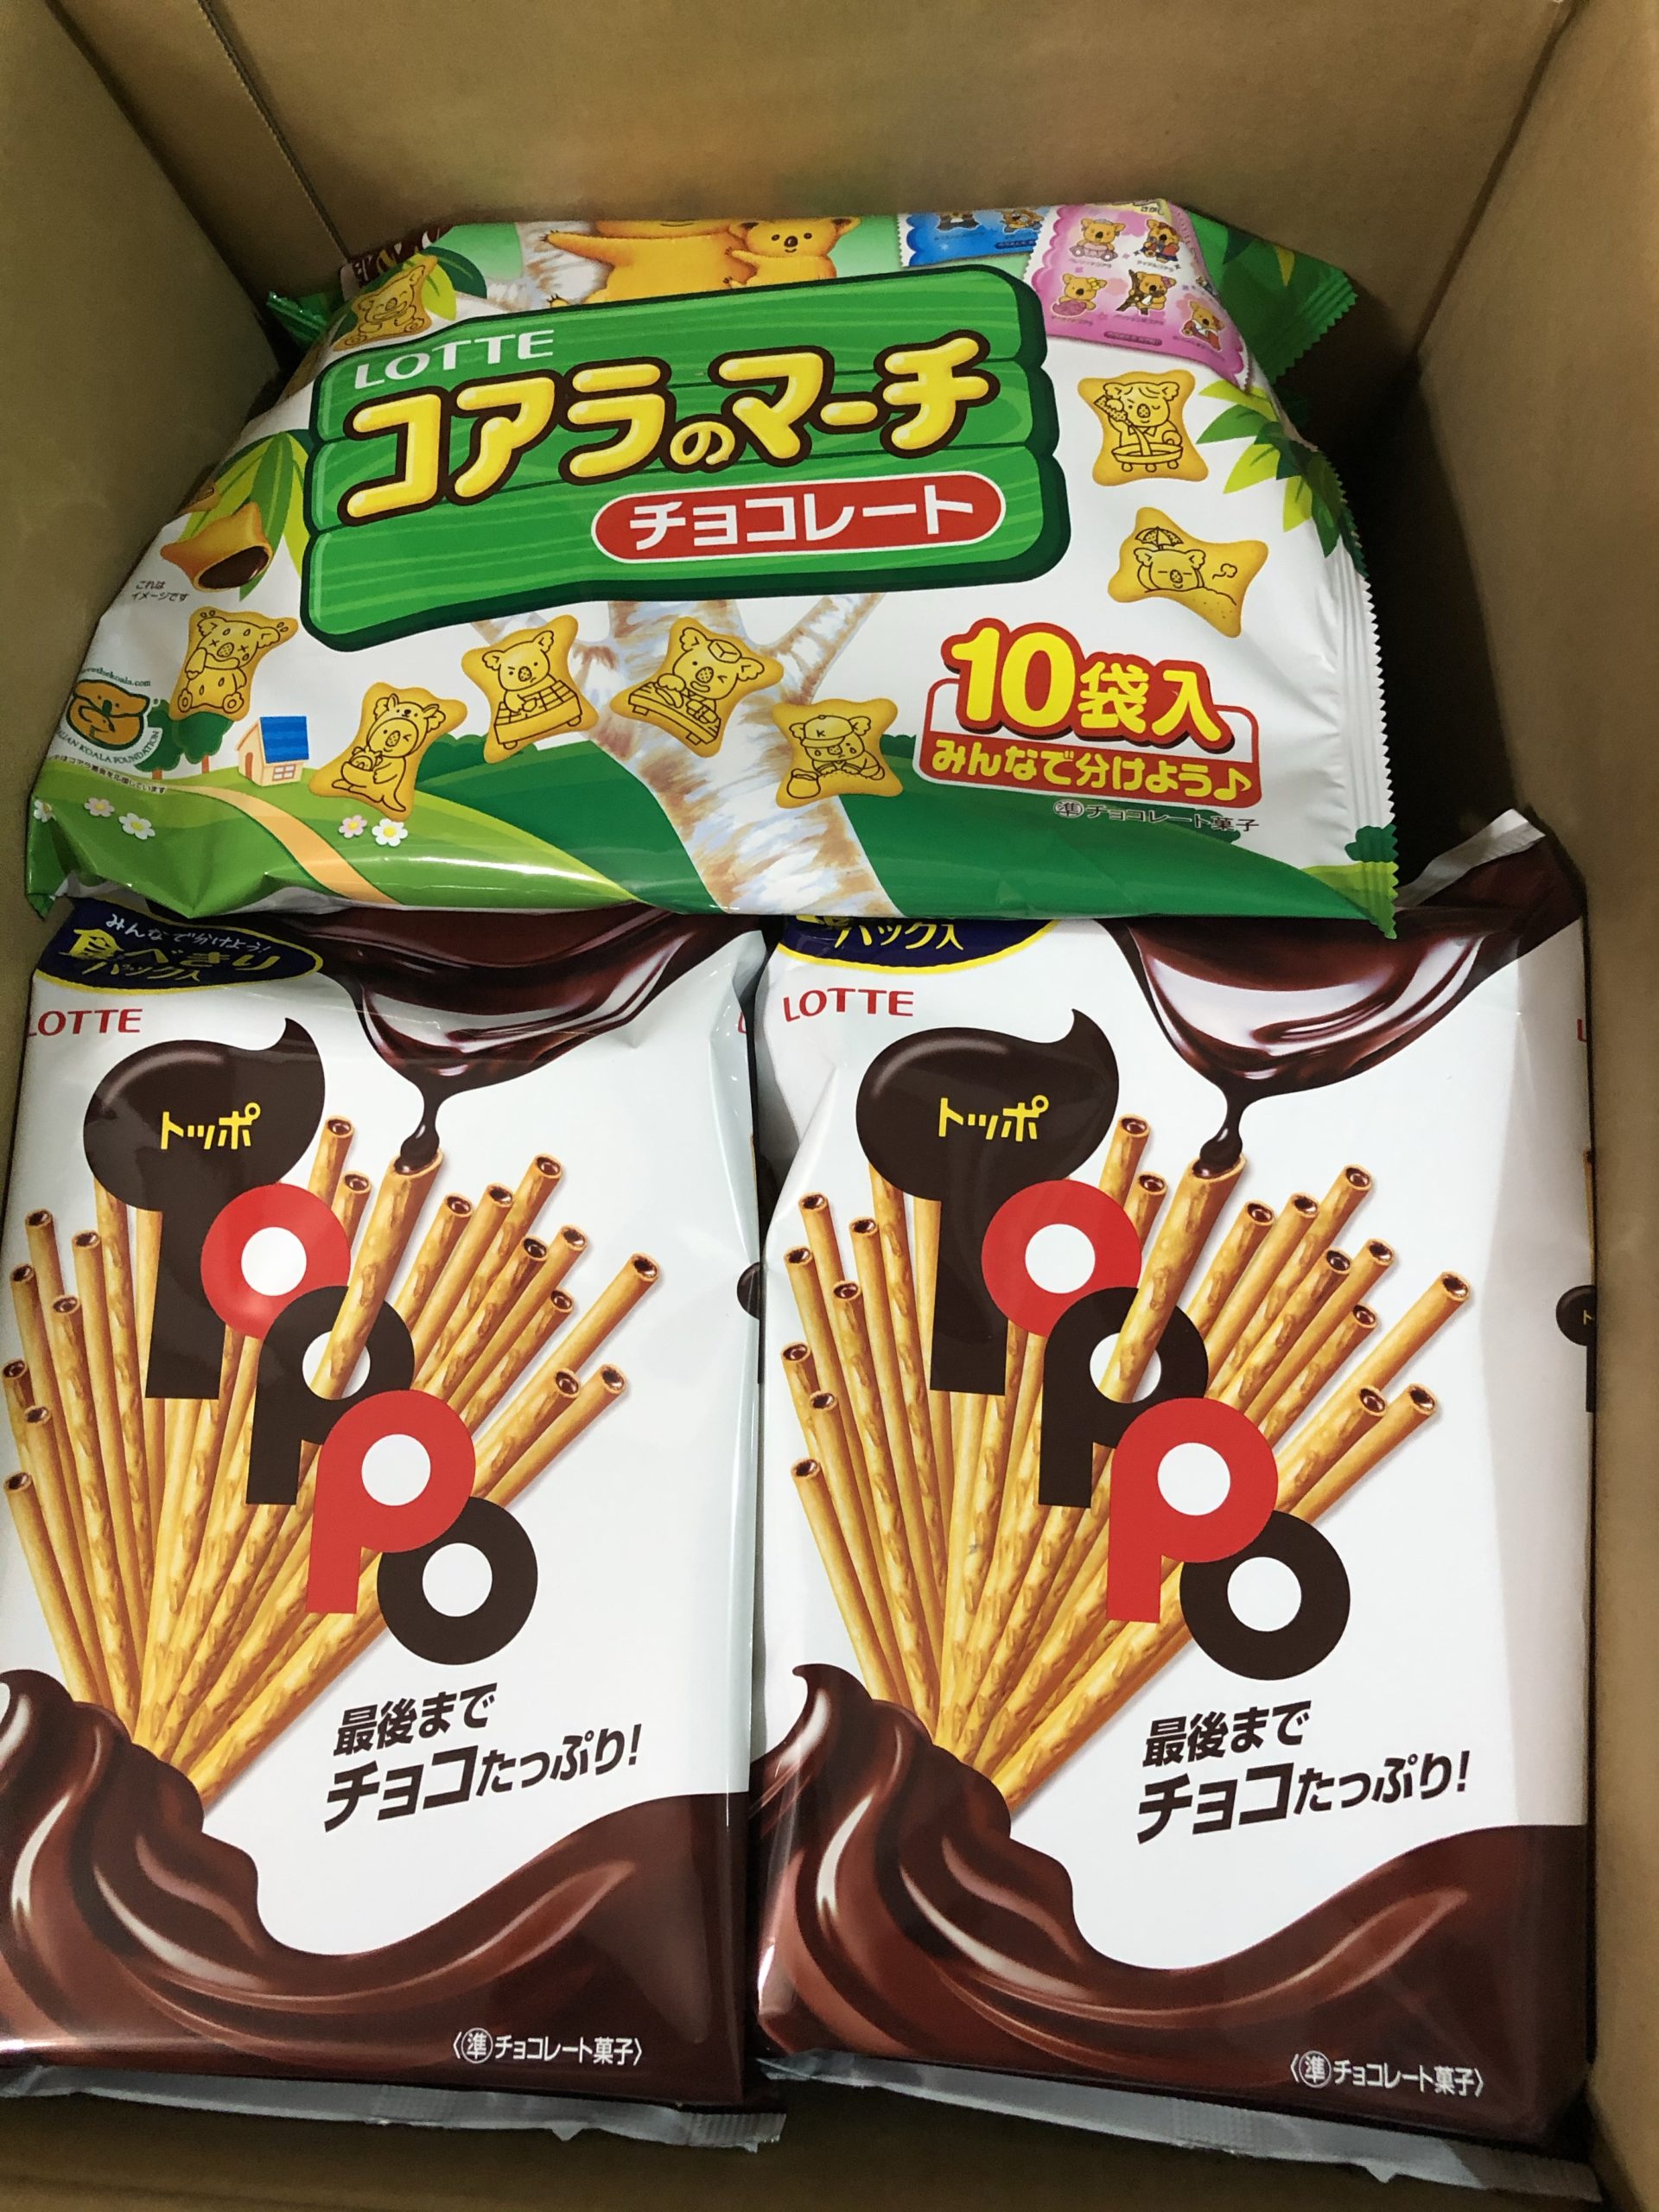 LOTTE
コアラのマーチ
チョコレート
これは
イメージです
10袋入
みんなで分けよう♪
準チョコレート菓子
みんなで分けよう!
食べきり
パック入
LOTTE
トッポ
TOPPO
最後まで
チョコたっぷり!
〈準チョコレート菓子〉
パック入
LOTTE
トッポ
TOPPO
最後まで
チョコたっぷり!
〈準チョコレート菓子〉